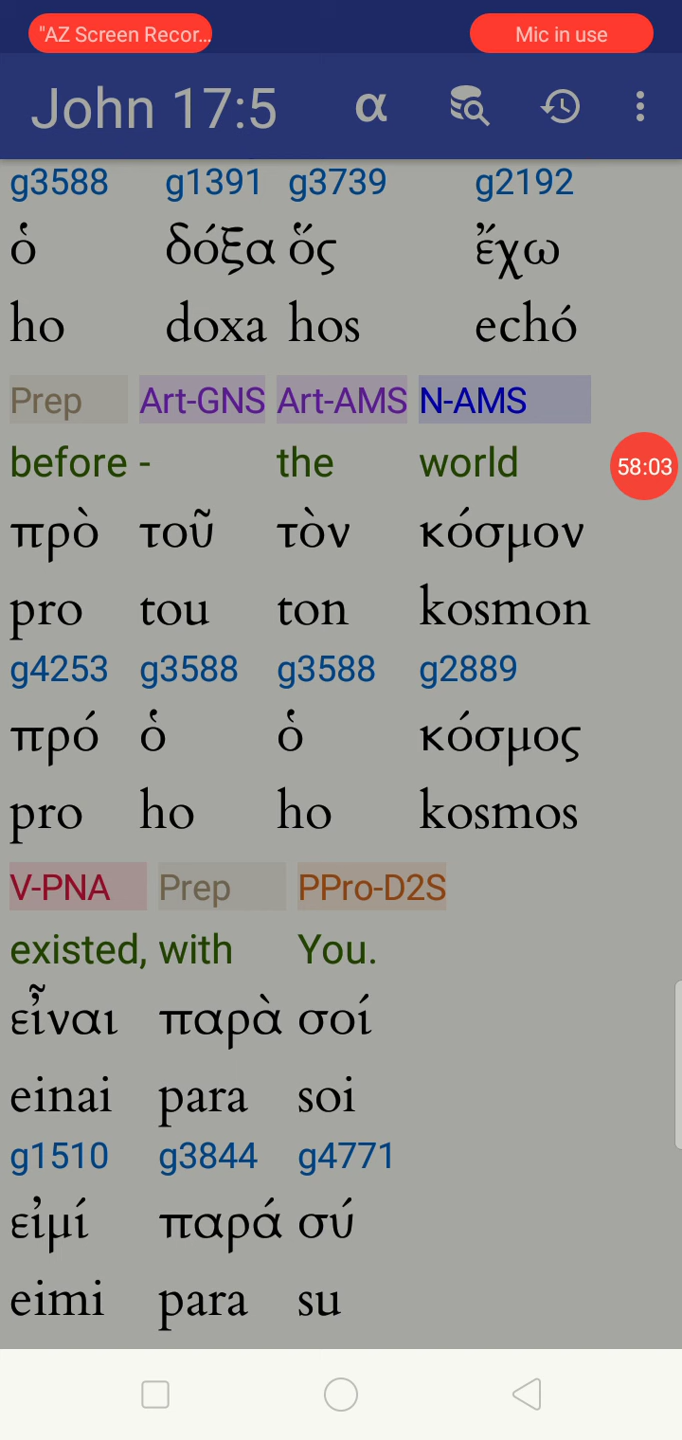 "AZ Screen Recor... Mic in use
John 17:5 α
g3588 g1391 g3739 g2192
ὁ δόξα ὅς ἔχω
ho doxa hos echó
Prep Art-GNS Art-AMS N-AMS
before - the world
58:03
πρὸ τοῦ τὸν κόσμον
pro tou ton kosmon
g4253 g3588 g3588 g2889
πρό ὁ ὁ κόσμος
pro ho ho kosmos
V-PNA Prep PPro-D2S
existed, with You.
εἶναι παρὰ σοί
einai para soi
g1510 g3844 g4771
εἰμί παρά σύ
eimi para su